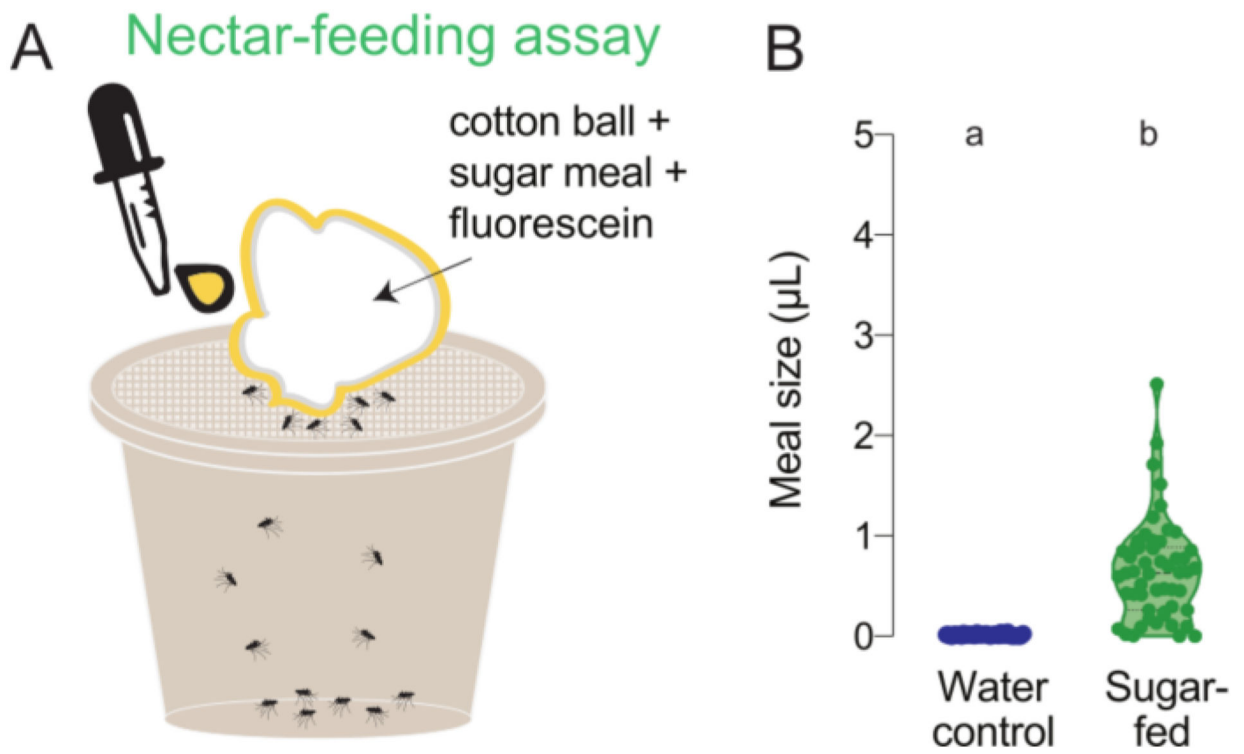 A
Nectar-feeding assay
cotton ball +
sugar meal +
fluorescein
B
a
b
5
4
3
2
1
0
Meal size (µL)
Water
control
Sugar-
fed